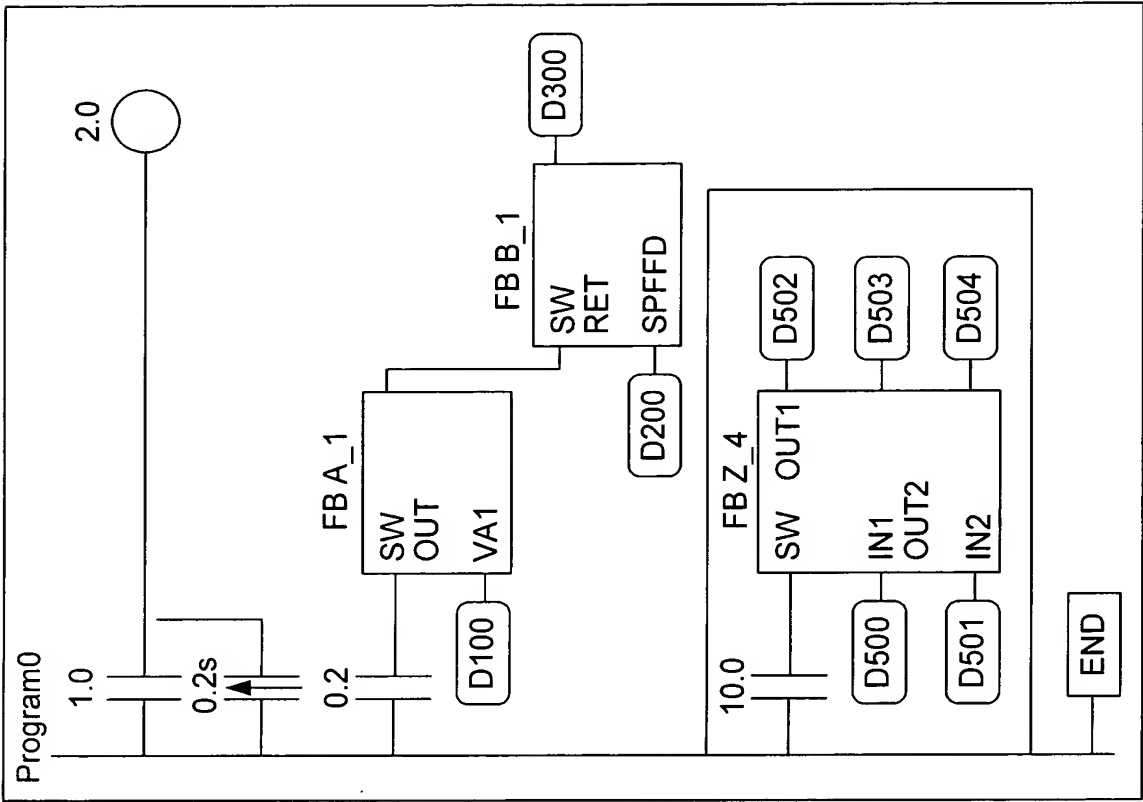 Program0
1.0
2.0
0.2s
0.2
FB A_1
SW
OUT
VA1
D100
FB B_1
SW
RET
SPFFD
D200
D300
10.0
FB Z_4
SW OUT1
IN1
OUT2
IN2
D500
D501
D502
D503
D504
END